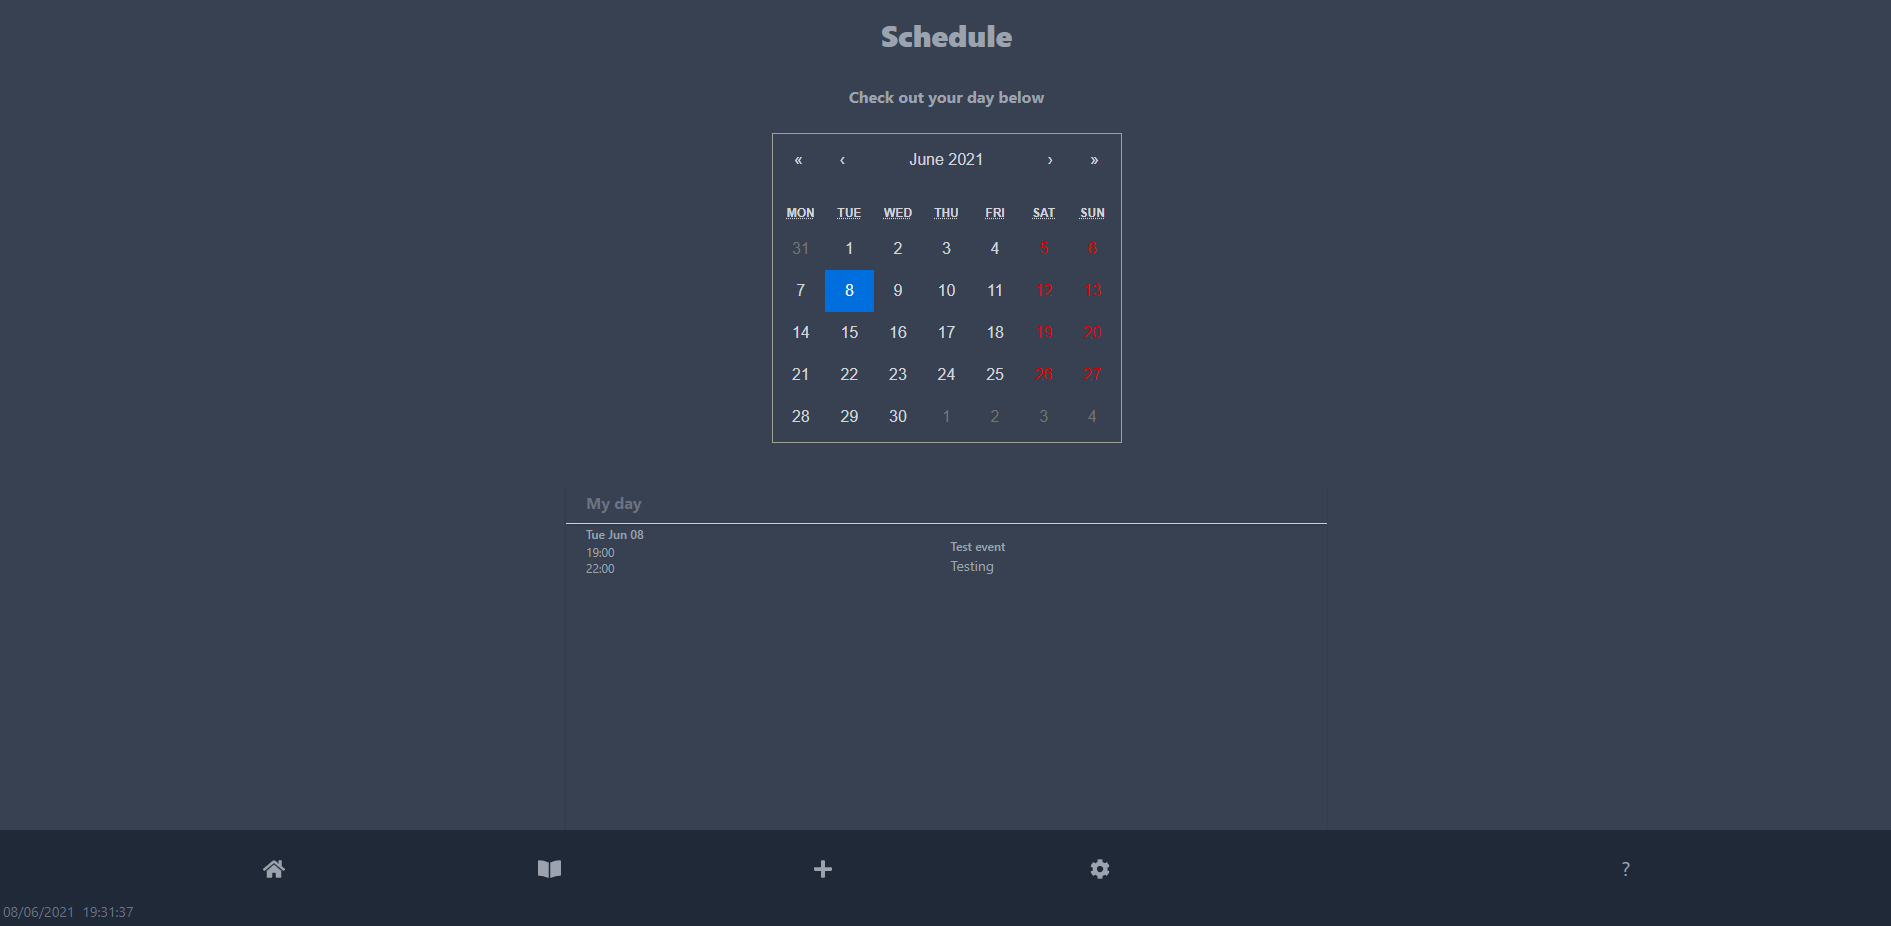 Schedule
Check out your day below
« ‹ June 2021 › »
MON TUE WED THU FRI SAT SUN
31 1 2 3 4 5 6
7 8 9 10 11 12 13
14 15 16 17 18 19 20
21 22 23 24 25 26 27
28 29 30 1 2 3 4
My day
Tue Jun 08
19:00
22:00
Test event
Testing
?
08/06/2021 19:31:37